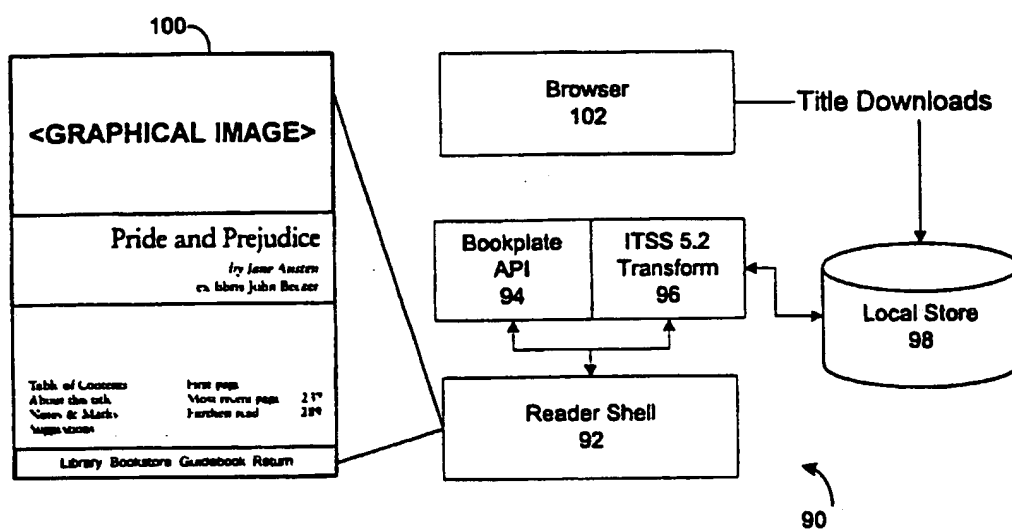 100
<GRAPHICAL IMAGE>
Pride and Prejudice
by Jane Austen
ex libris John
Table of Contents
About this title
Notes & Marks
Suggestions
First page
Most recent page 237
Furthest read 289
Library Bookstore Guidebook Return
Browser
102
Title Downloads
Bookplate
API
94
ITSS 5.2
Transform
96
Local Store
98
Reader Shell
92
90